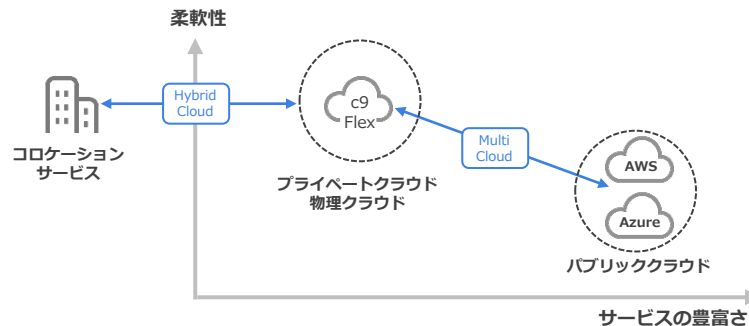 柔軟性
Hybrid
Cloud
c9
Flex
コロケーション
サービス
Multi
Cloud
AWS
Azure
プライベートクラウド
物理クラウド
パブリッククラウド
サービスの豊富さ